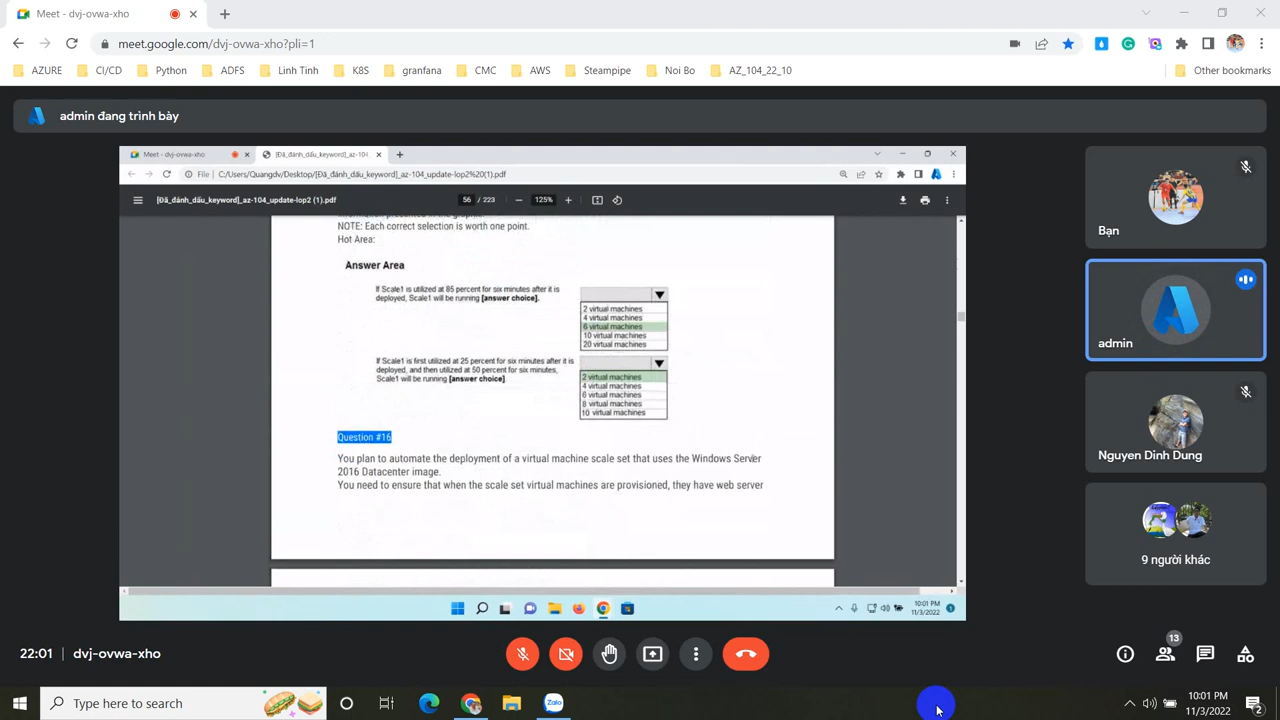 Meet - dvj-ovwa-xho
meet.google.com/dvj-ovwa-xho?pli=1
AZURE CI/CD Python ADFS Linh Tinh K8S granfana CMC AWS Steampipe Noi Bo AZ_104_22_10 Other bookmarks
admin đang trình bày
Meet - dvj-ovwa-xho
[Đã_đánh_dấu_keyword]_az-104
File C:/Users/Quangdv/Desktop/[Đã_đánh_dấu_keyword]_az-104_update-lop2%20(1).pdf
[Đã_đánh_dấu_keyword]_az-104_update-lop2 (1).pdf
56 / 223
125%
NOTE: Each correct selection is worth one point.
Hot Area:
Answer Area
If Scale1 is utilized at 85 percent for six minutes after it is
deployed, Scale1 will be running [answer choice].
2 virtual machines
4 virtual machines
6 virtual machines
10 virtual machines
20 virtual machines
If Scale1 is first utilized at 25 percent for six minutes after it is
deployed, and then utilized at 50 percent for six minutes,
Scale1 will be running [answer choice]
2 virtual machines
4 virtual machines
6 virtual machines
8 virtual machines
10 virtual machines
Question #16
You plan to automate the deployment of a virtual machine scale set that uses the Windows Server
2016 Datacenter image.
You need to ensure that when the scale set virtual machines are provisioned, they have web server
10:01 PM
11/3/2022
1
Bạn
admin
Nguyen Dinh Dung
9 người khác
22:01 dvj-ovwa-xho
13
Type here to search
Zalo
10:01 PM
11/3/2022
2